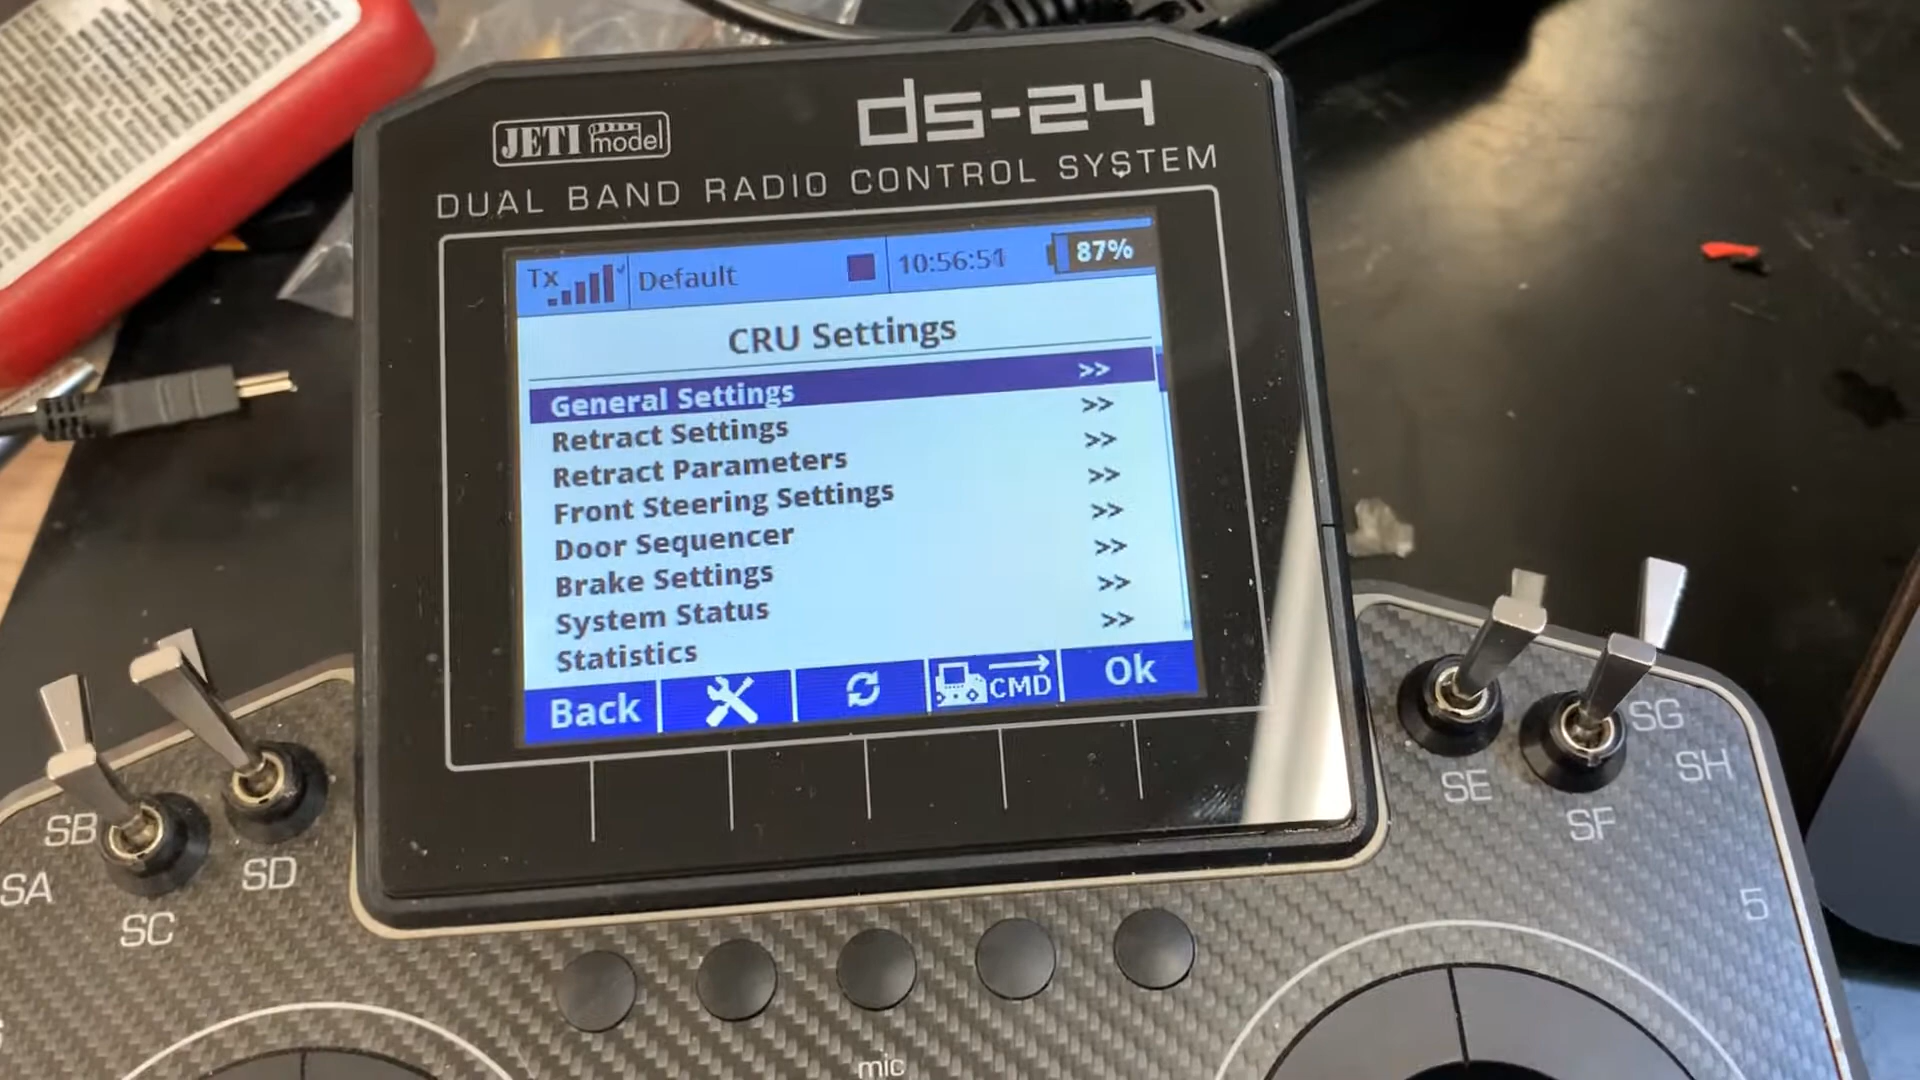 JETI model
ds-24
DUAL BAND RADIO CONTROL SYSTEM
Tx Default 10:56:51 87%
CRU Settings
General Settings >>
Retract Settings >>
Retract Parameters >>
Front Steering Settings >>
Door Sequencer >>
Brake Settings >>
System Status >>
Statistics >>
Back CMD Ok
SA
SB
SC
SD
SE
SF
SG
SH
5
mic